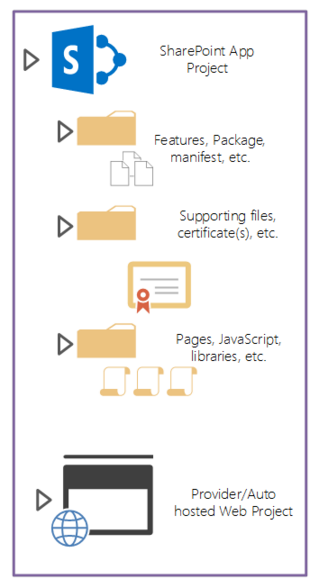 SharePoint App
Project
Features, Package,
manifest, etc.
Supporting files,
certificate(s), etc.
Pages, JavaScript,
libraries, etc.
Provider/Auto
hosted Web Project